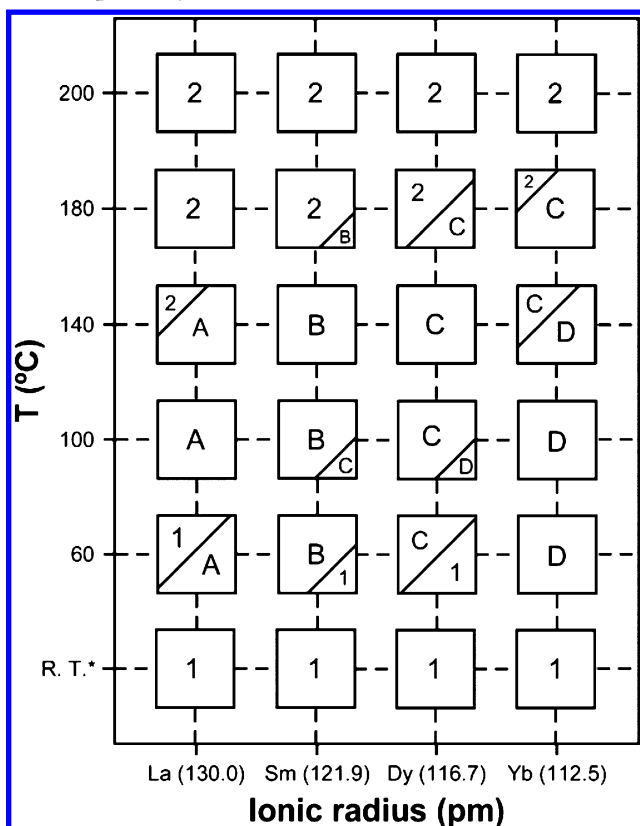 200 2 2 2 2
180 2 2 B 2 C 2 C
140 2 A B C C D
100 A B C C D D
60 1 A B 1 C 1 D
R. T.* 1 1 1 1
T (ºC)
La (130.0) Sm (121.9) Dy (116.7) Yb (112.5)
Ionic radius (pm)